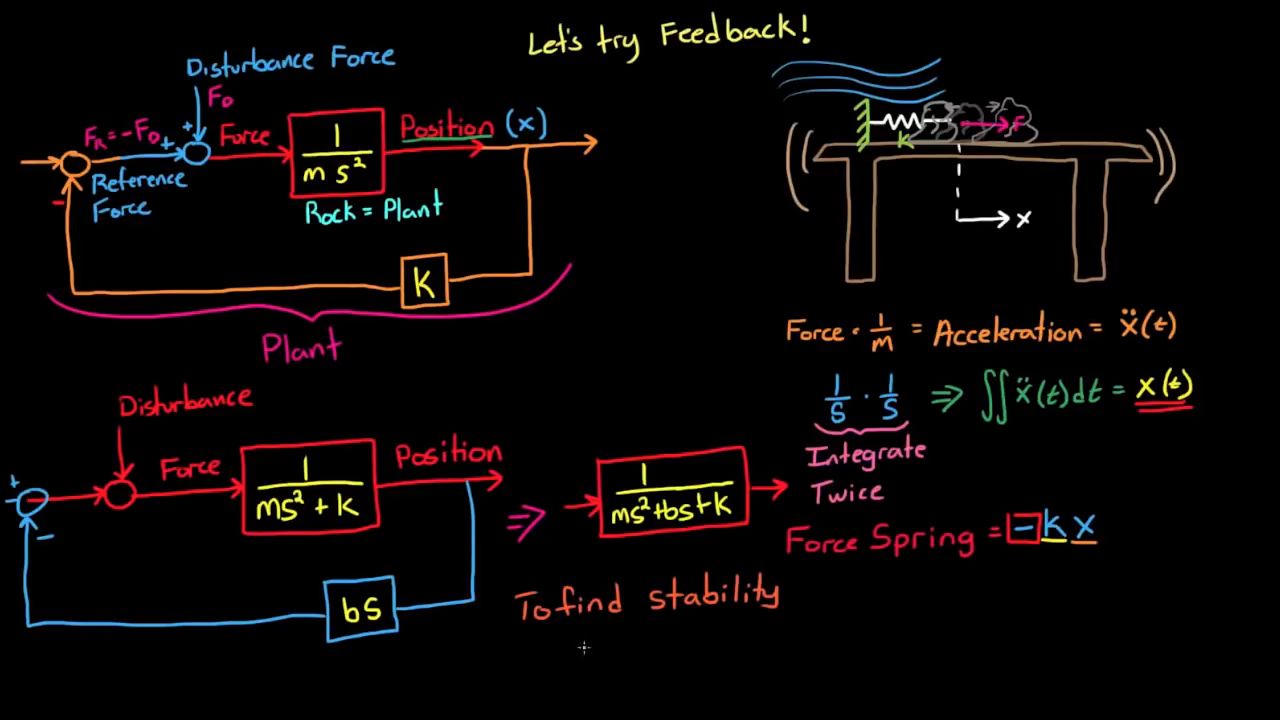 Let's try Feedback!
Disturbance Force
F₀
F_R = -F₀
+
+
Force
1
m s²
Position (x)
-
Reference
Force
Rock = Plant
K
Plant
K
F
x
Force · 1/m = Acceleration = ẍ(t)
1/s · 1/s ⇒ ∫∫ẍ(t)dt = x(t)
Integrate
Twice
Force Spring = -kx
Disturbance
+
-
Force
1
ms² + k
Position
bs
⇒
1
ms²+bs+k
To find stability